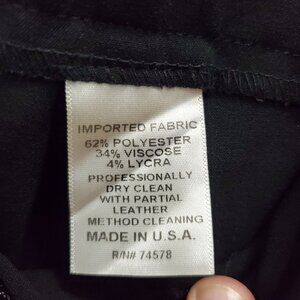 IMPORTED FABRIC
62% POLYESTER
34% VISCOSE
4% LYCRA
PROFESSIONALLY
DRY CLEAN
WITH PARTIAL
LEATHER
METHOD CLEANING
MADE IN U.S.A.
R/N# 74578